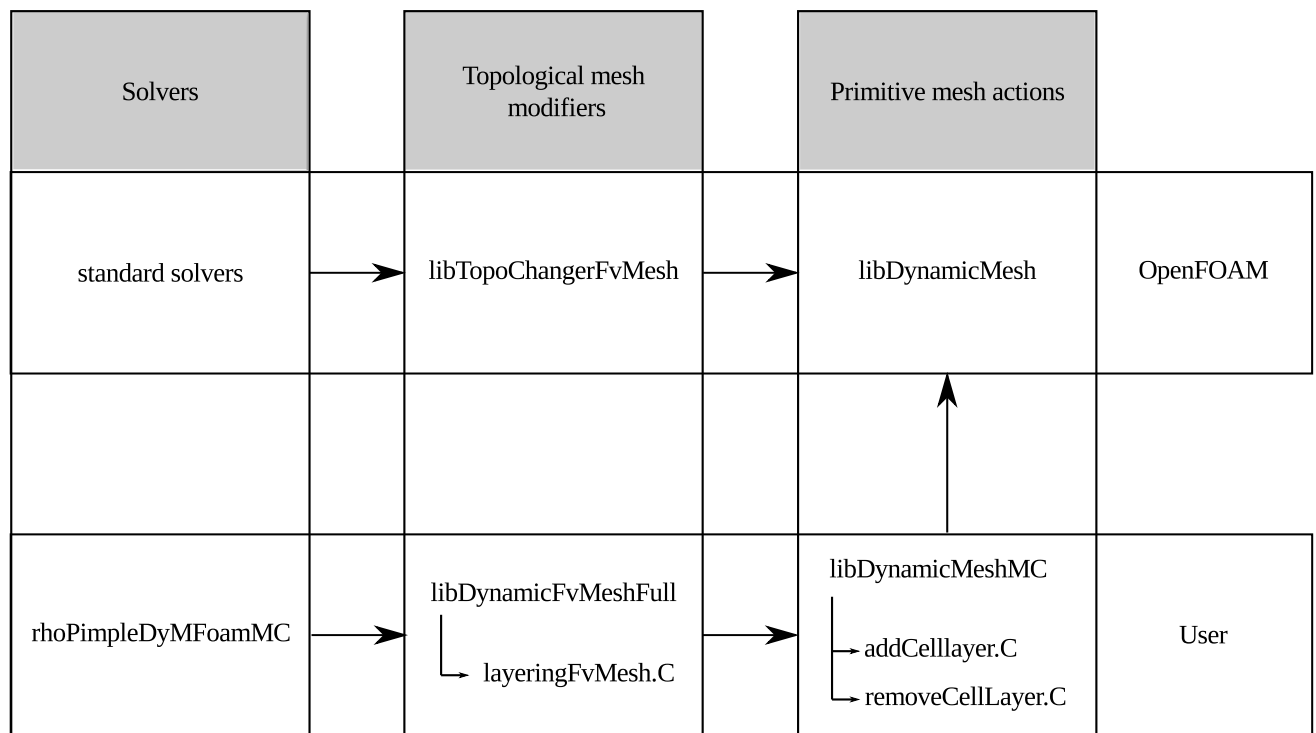 Solvers
Topological mesh
modifiers
Primitive mesh actions
standard solvers
libTopoChangerFvMesh
libDynamicMesh
OpenFOAM
rhoPimpleDyMFoamMC
libDynamicFvMeshFull
layeringFvMesh.C
libDynamicMeshMC
addCelllayer.C
removeCellLayer.C
User